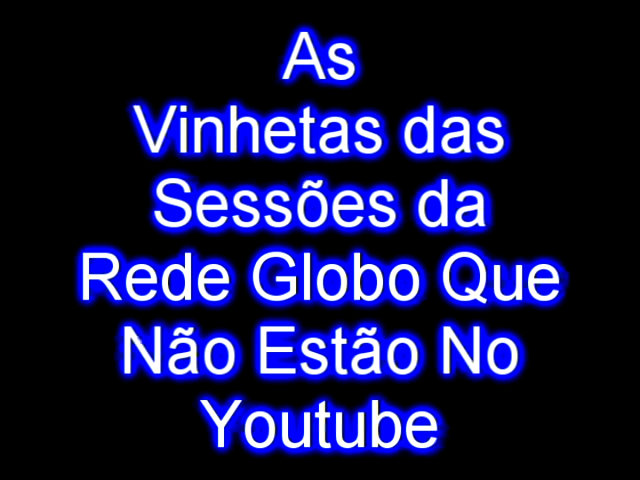 As
Vinhetas das
Sessões da
Rede Globo Que
Não Estão No
Youtube